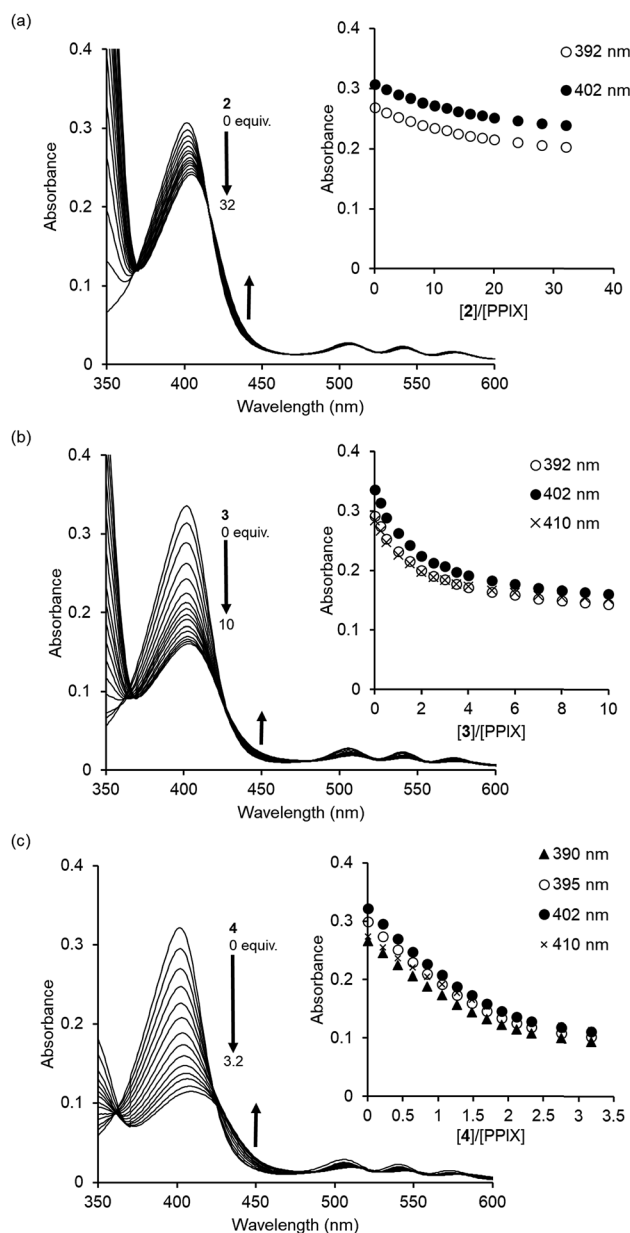 (a)
0.4
0.3
0.2
0.1
0
Absorbance
2
0 equiv.
32
350 400 450 500 550 600
Wavelength (nm)
0.4
0.3
0.2
0.1
0
Absorbance
○ 392 nm
● 402 nm
0 10 20 30 40
[2]/[PPIX]
(b)
0.4
0.3
0.2
0.1
0
Absorbance
3
0 equiv.
10
350 400 450 500 550 600
Wavelength (nm)
0.4
0.3
0.2
0.1
0
Absorbance
○ 392 nm
● 402 nm
× 410 nm
0 2 4 6 8 10
[3]/[PPIX]
(c)
0.4
0.3
0.2
0.1
0
Absorbance
4
0 equiv.
3.2
350 400 450 500 550 600
Wavelength (nm)
0.4
0.3
0.2
0.1
0
Absorbance
▲ 390 nm
○ 395 nm
● 402 nm
× 410 nm
0 0.5 1 1.5 2 2.5 3 3.5
[4]/[PPIX]